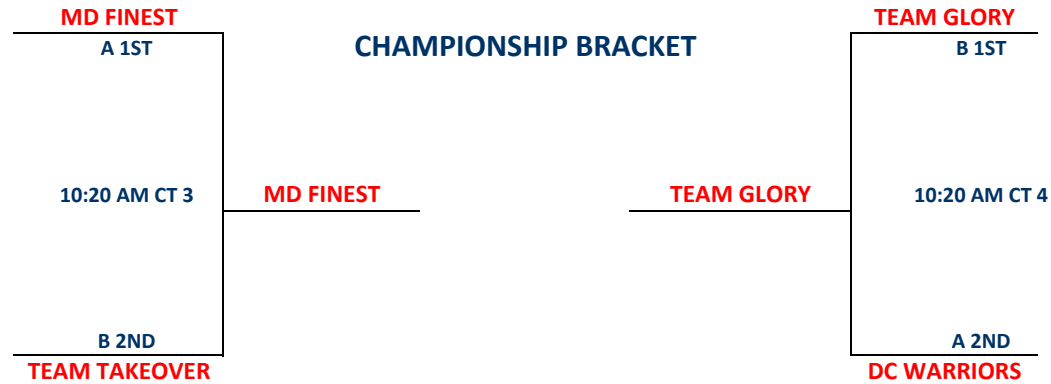 MD FINEST
TEAM GLORY
A 1ST
CHAMPIONSHIP BRACKET
B 1ST
10:20 AM CT 3
MD FINEST
TEAM GLORY
10:20 AM CT 4
B 2ND
A 2ND
TEAM TAKEOVER
DC WARRIORS